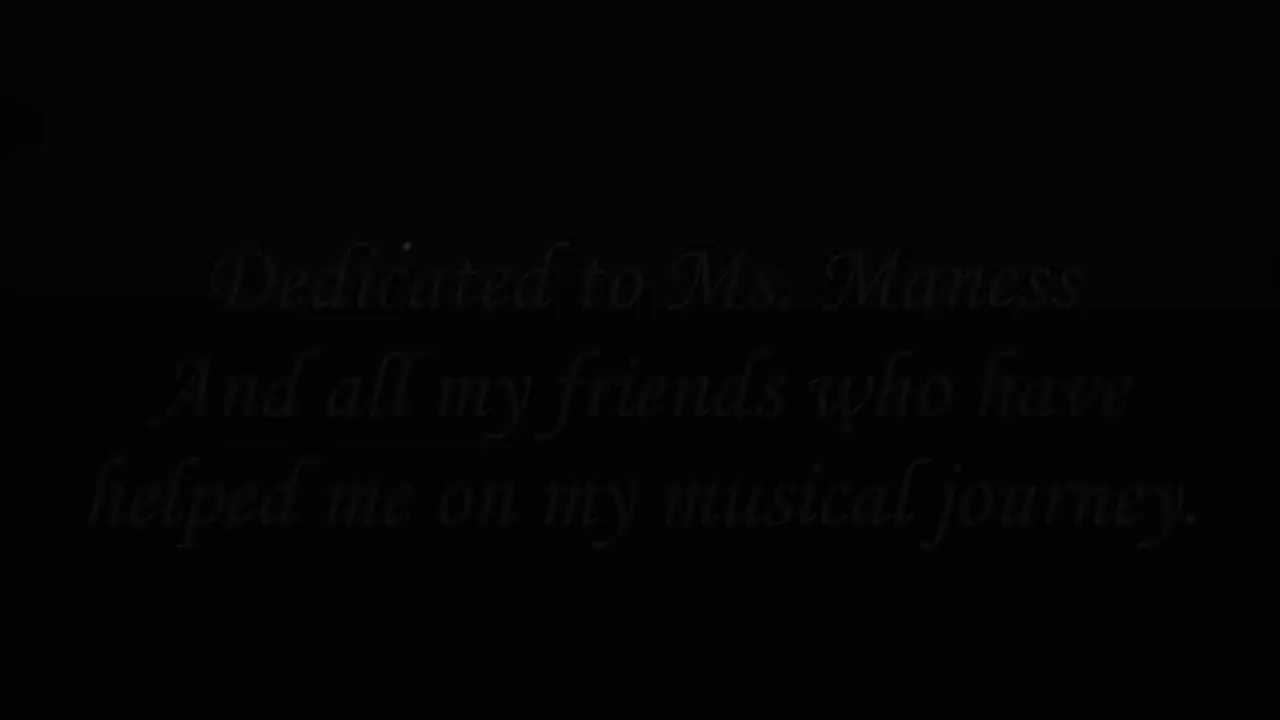 Dedicated to Ms. Maness
And all my friends who have
helped me on my musical journey.